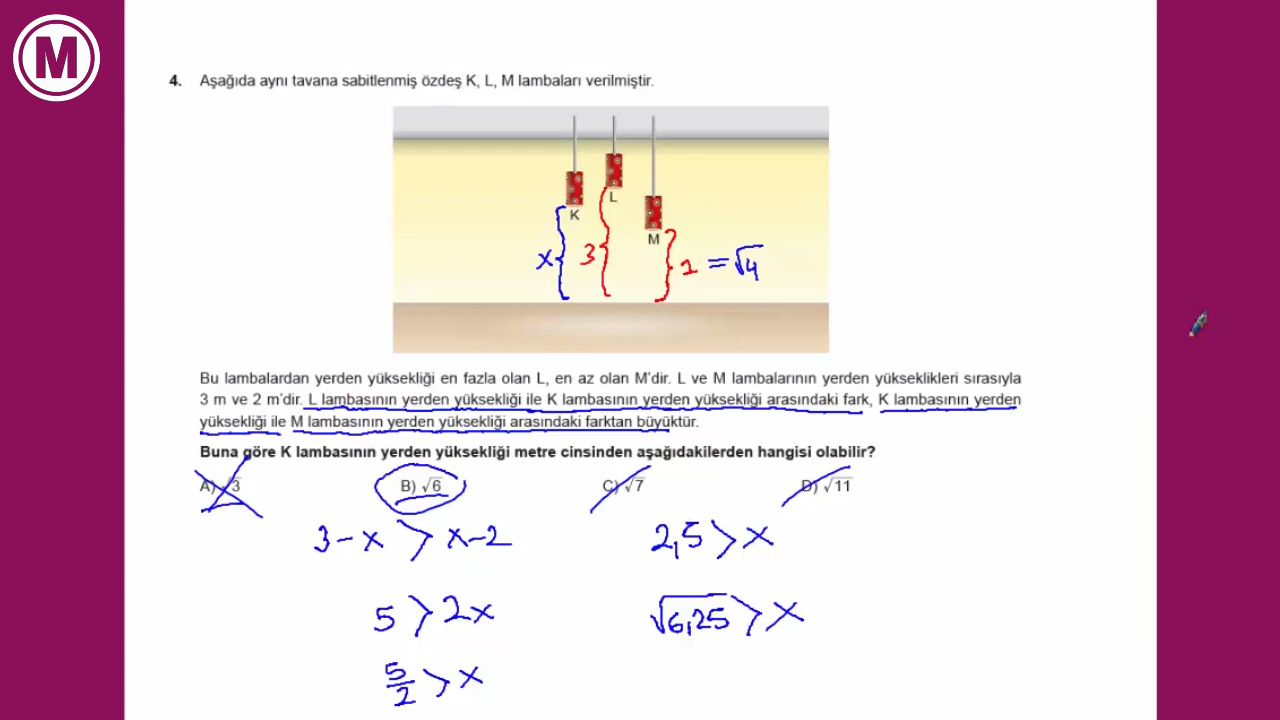 M
4. Aşağıda aynı tavana sabitlenmiş özdeş K, L, M lambaları verilmiştir.
L
K
M
x
3
2 = √4
Bu lambalardan yerden yüksekliği en fazla olan L, en az olan M'dir. L ve M lambalarının yerden yükseklikleri sırasıyla
3 m ve 2 m'dir. L lambasının yerden yüksekliği ile K lambasının yerden yüksekliği arasındaki fark, K lambasının yerden
yüksekliği ile M lambasının yerden yüksekliği arasındaki farktan büyüktür.
Buna göre K lambasının yerden yüksekliği metre cinsinden aşağıdakilerden hangisi olabilir?
A) √3 B) √6 C) √7 D) √11
3-x > x-2 2,5 > x
5 > 2x √6,25 > x
5/2 > x